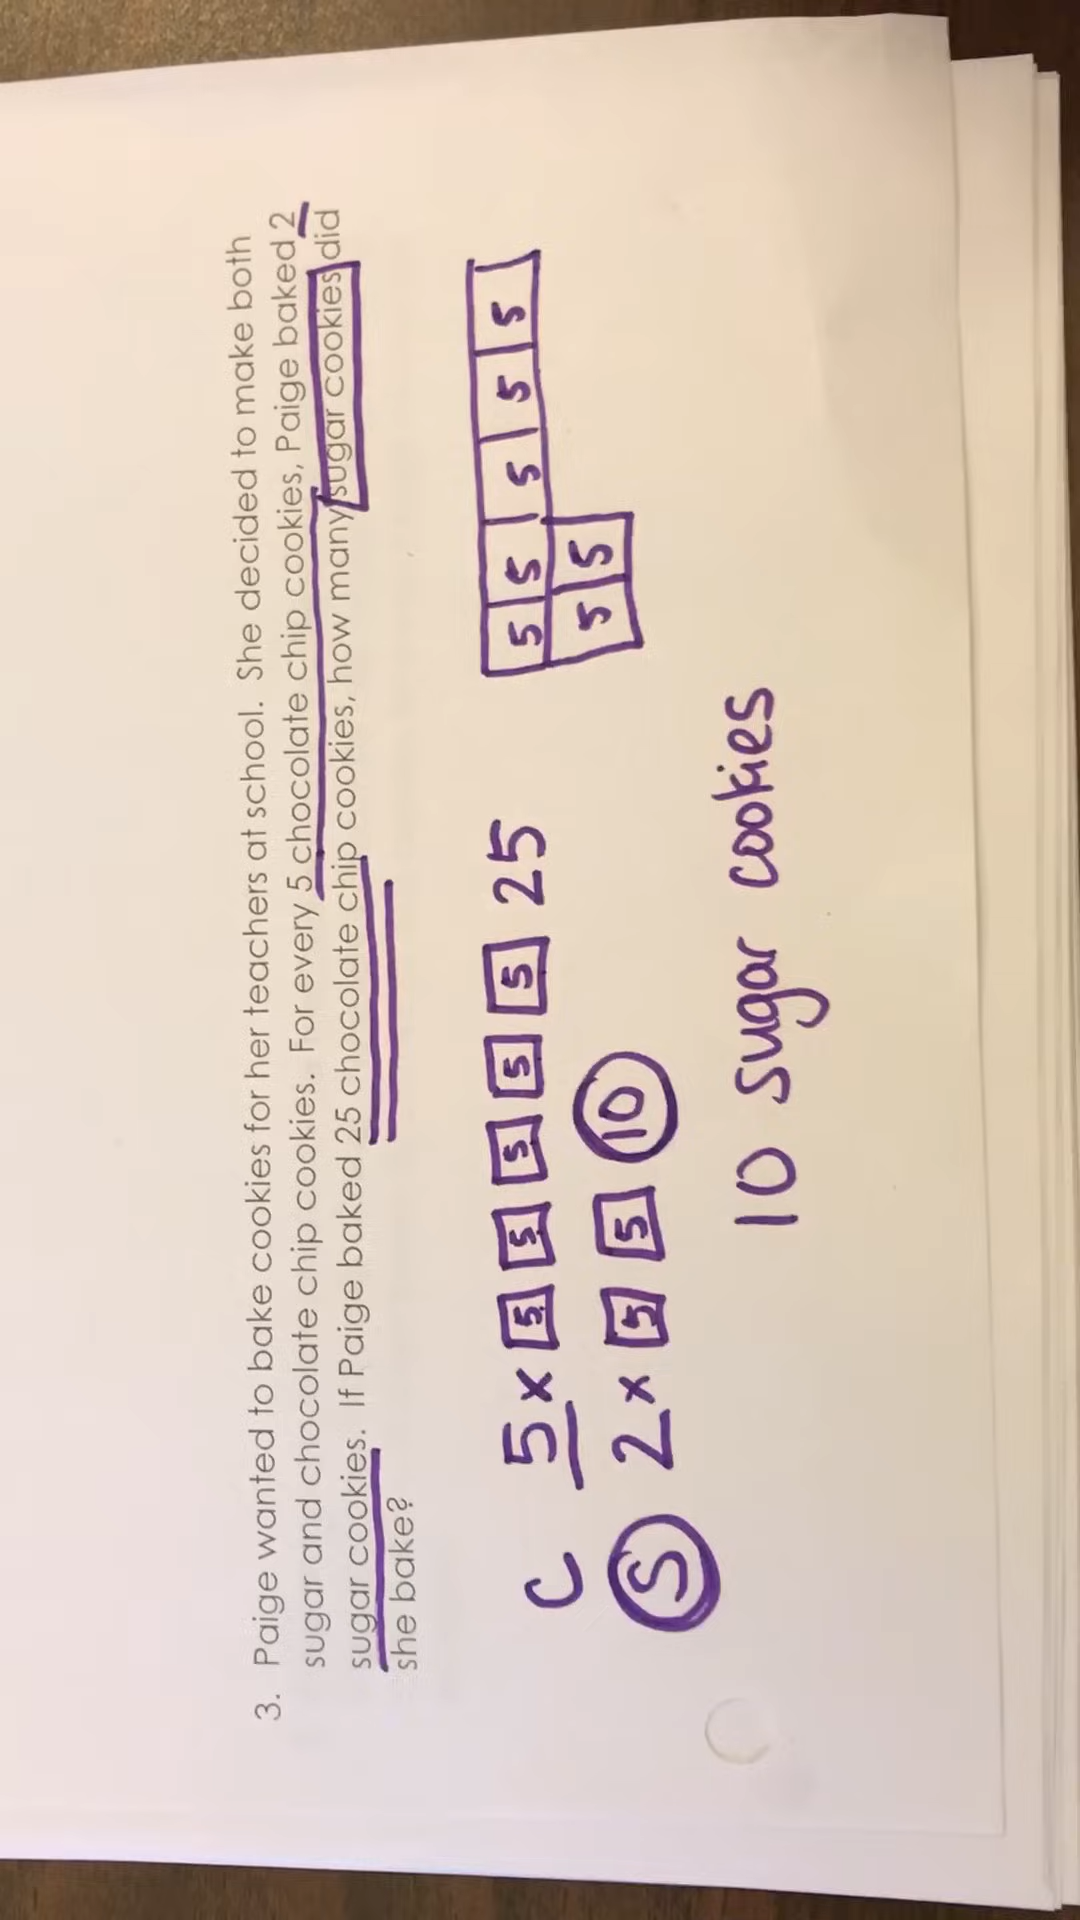 3. Paige wanted to bake cookies for her teachers at school. She decided to make both
sugar and chocolate chip cookies. For every 5 chocolate chip cookies, Paige baked 2
sugar cookies. If Paige baked 25 chocolate chip cookies, how many sugar cookies did
she bake?
C 5 x 5 5 5 5 5 25
S 2 x 5 5 10
5 5 5 5 5
5 5
10 sugar cookies